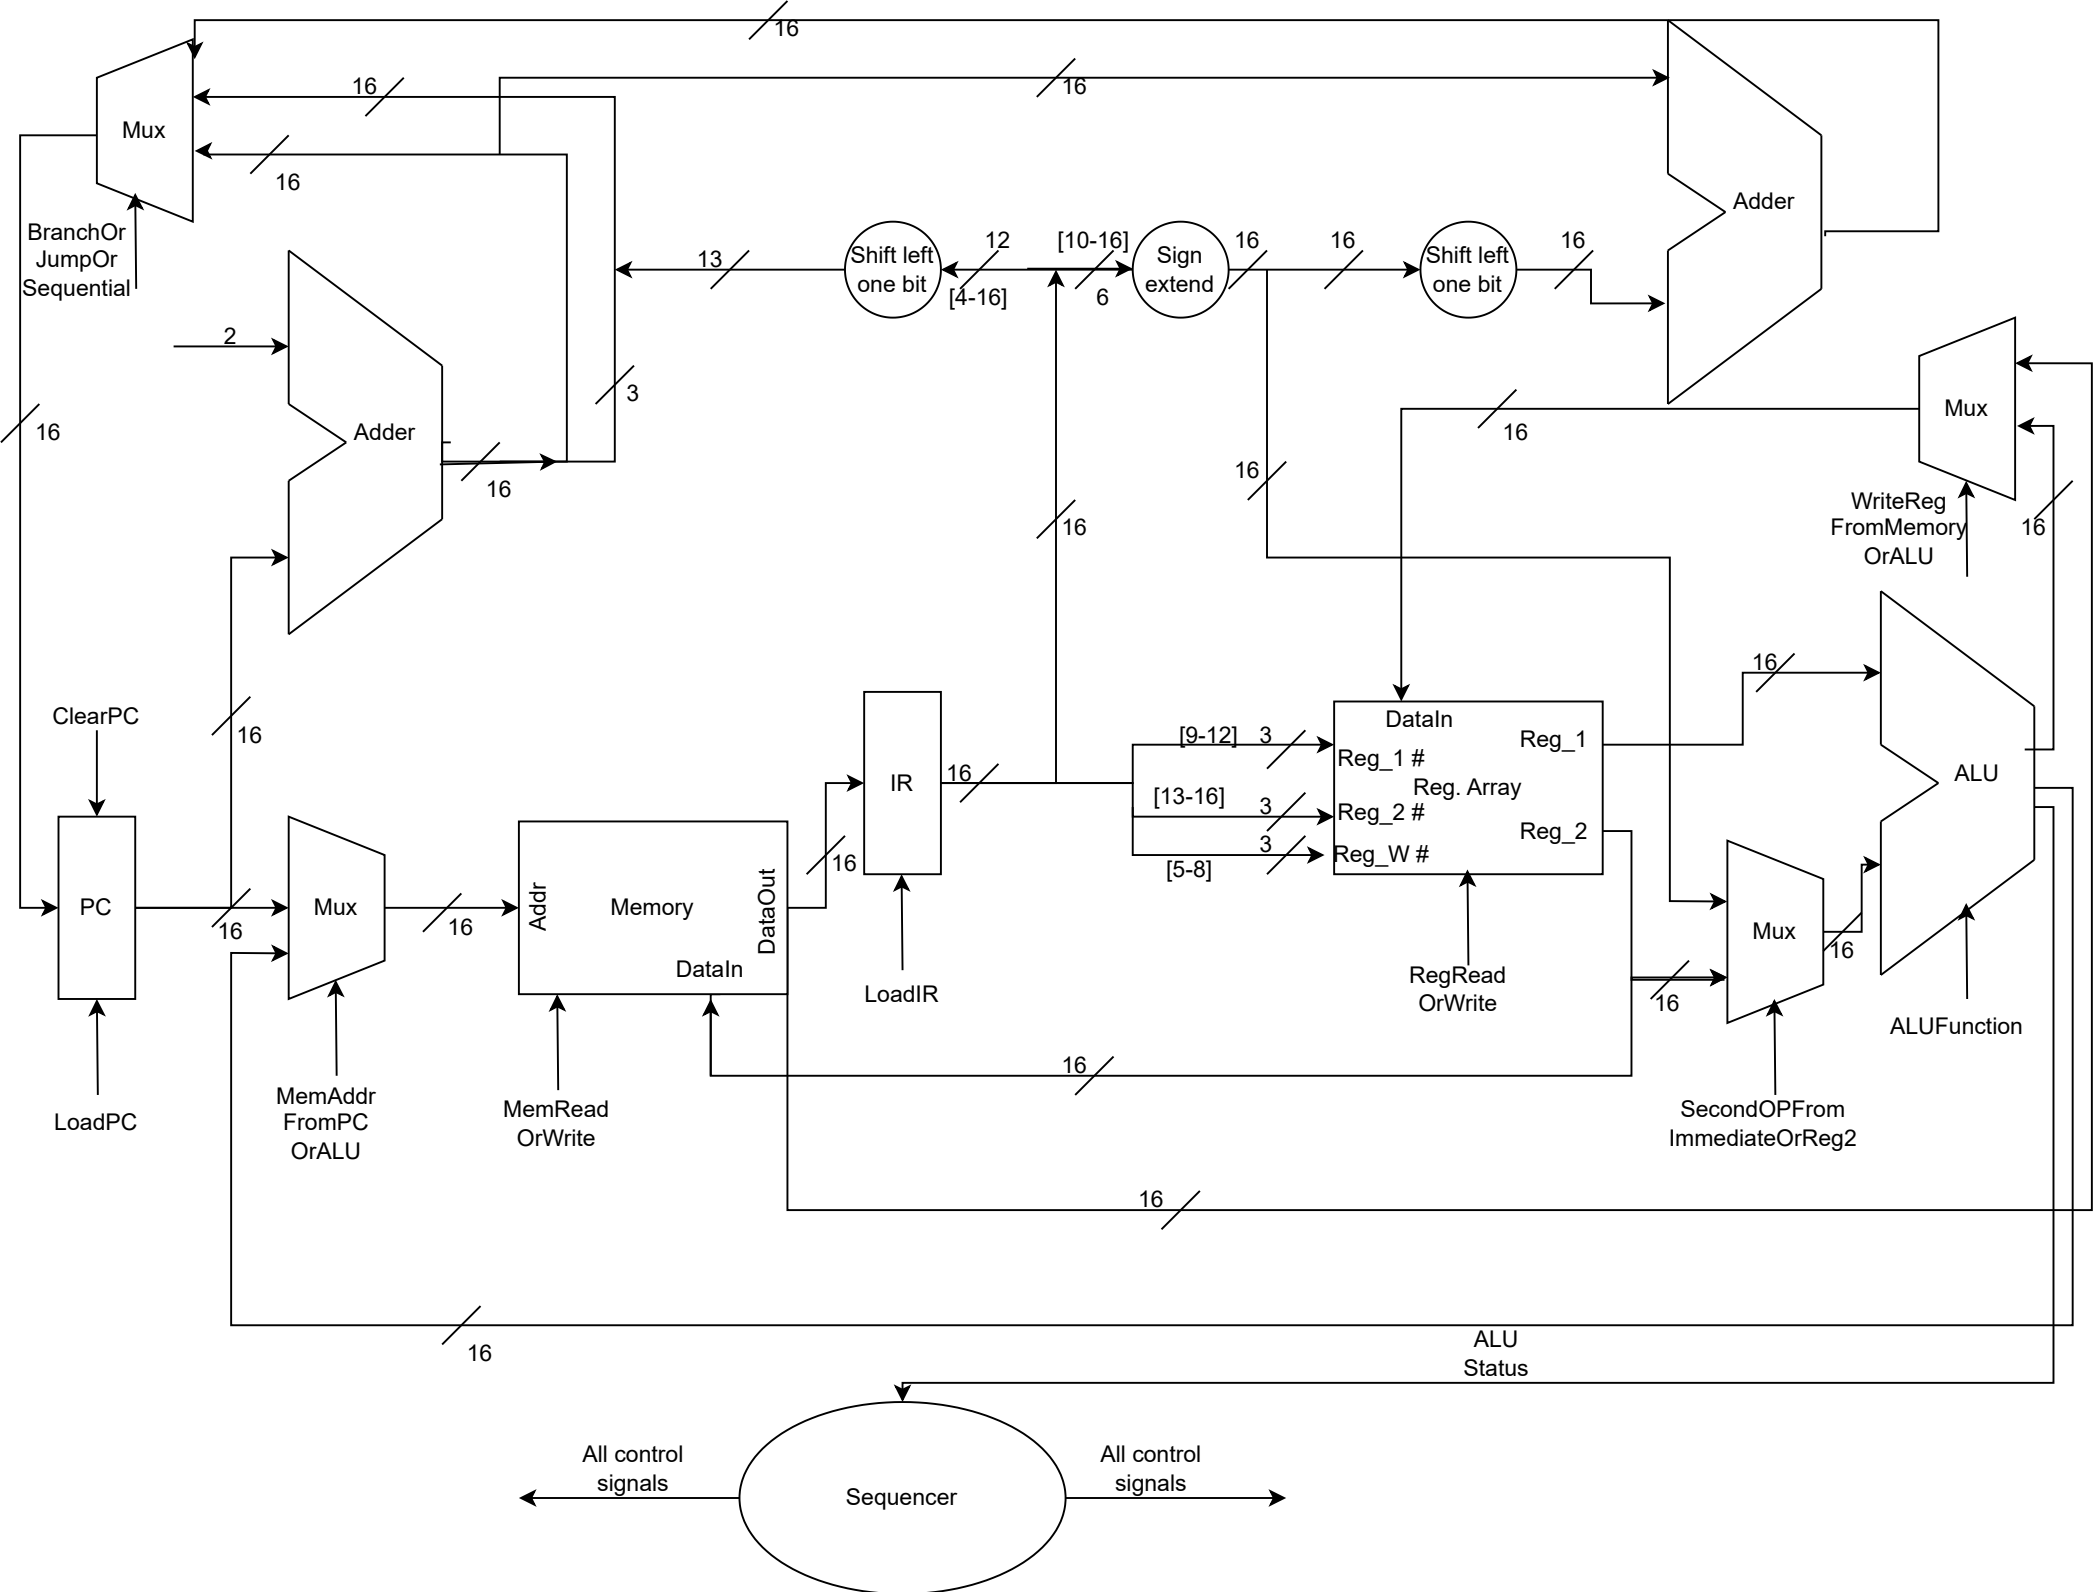 16
16
16
Mux
16
Adder
BranchOr
JumpOr
Sequential
13
Shift left
one bit
12
[4-16]
[10-16]
6
Sign
extend
16
16
Shift left
one bit
16
2
3
Mux
16
Adder
16
16
16
16
WriteReg
FromMemory
OrALU
16
16
ClearPC
16
IR
16
[9-12]
3
DataIn
Reg_1
Reg_1 #
Reg. Array
[13-16]
3
Reg_2 #
Reg_2
3
Reg_W #
[5-8]
16
ALU
PC
16
Mux
16
Addr
Memory
DataOut
DataIn
16
LoadIR
RegRead
OrWrite
16
Mux
16
ALUFunction
LoadPC
MemAddr
FromPC
OrALU
MemRead
OrWrite
16
SecondOPFrom
ImmediateOrReg2
16
16
ALU
Status
All control
signals
Sequencer
All control
signals